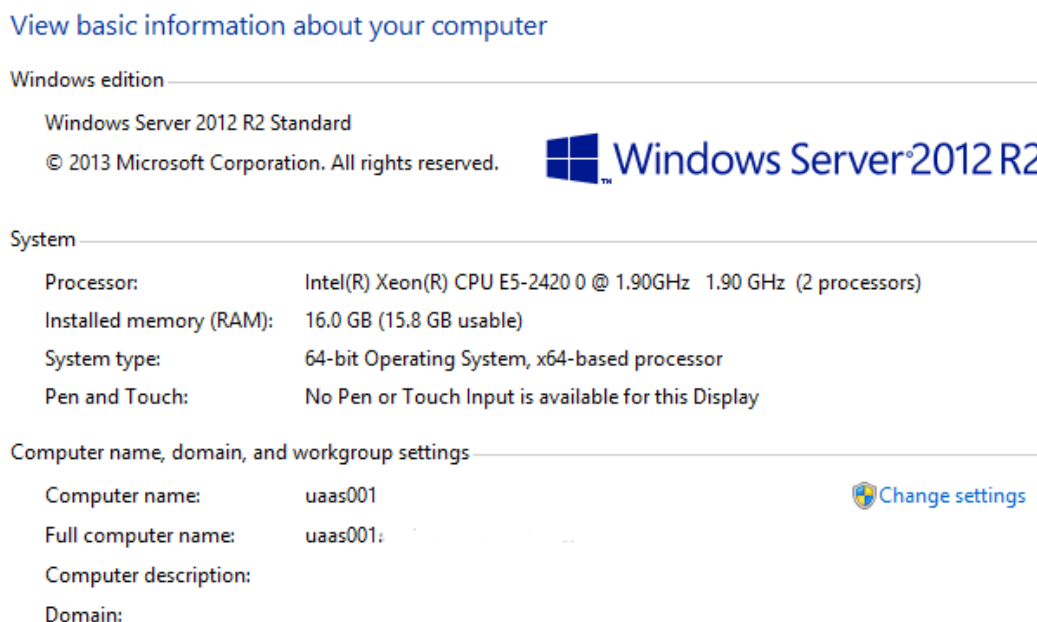 View basic information about your computer
Windows edition
Windows Server 2012 R2 Standard
© 2013 Microsoft Corporation. All rights reserved.
Windows Server 2012 R2
System
Processor: Intel(R) Xeon(R) CPU E5-2420 0 @ 1.90GHz 1.90 GHz (2 processors)
Installed memory (RAM): 16.0 GB (15.8 GB usable)
System type: 64-bit Operating System, x64-based processor
Pen and Touch: No Pen or Touch Input is available for this Display
Computer name, domain, and workgroup settings
Computer name: uaas001 Change settings
Full computer name: uaas001
Computer description:
Domain: